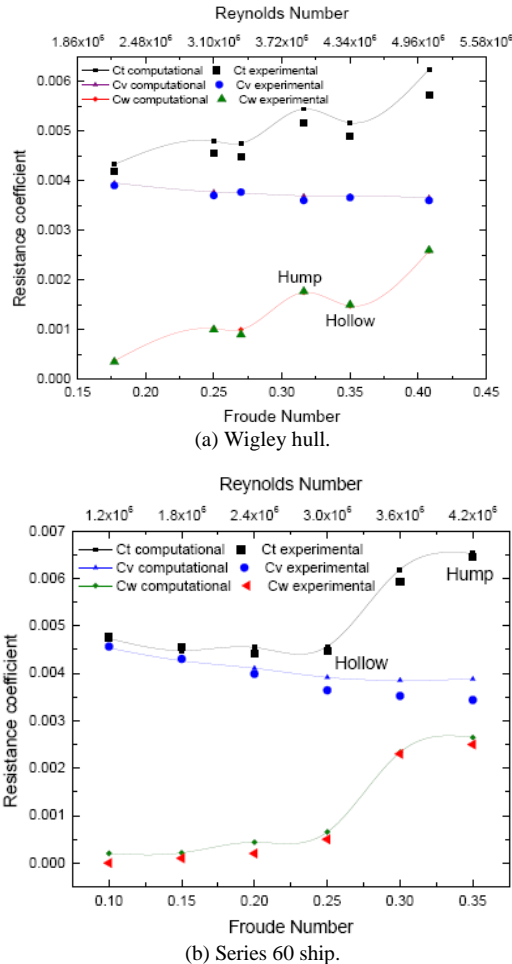 Reynolds Number
1.86x10⁶ 2.48x10⁶ 3.10x10⁶ 3.72x10⁶ 4.34x10⁶ 4.96x10⁶ 5.58x10⁶
Ct computational Ct experimental
Cv computational Cv experimental
Cw computational Cw experimental
Resistance coefficient
0.006
0.005
0.004
0.003
0.002
0.001
0.000
Hump
Hollow
0.15 0.20 0.25 0.30 0.35 0.40 0.45
Froude Number
(a) Wigley hull.
Reynolds Number
1.2x10⁶ 1.8x10⁶ 2.4x10⁶ 3.0x10⁶ 3.6x10⁶ 4.2x10⁶
Ct computational Ct experimental
Cv computational Cv experimental
Cw computational Cw experimental
Resistance coefficient
0.007
0.006
0.005
0.004
0.003
0.002
0.001
0.000
Hump
Hollow
0.10 0.15 0.20 0.25 0.30 0.35
Froude Number
(b) Series 60 ship.